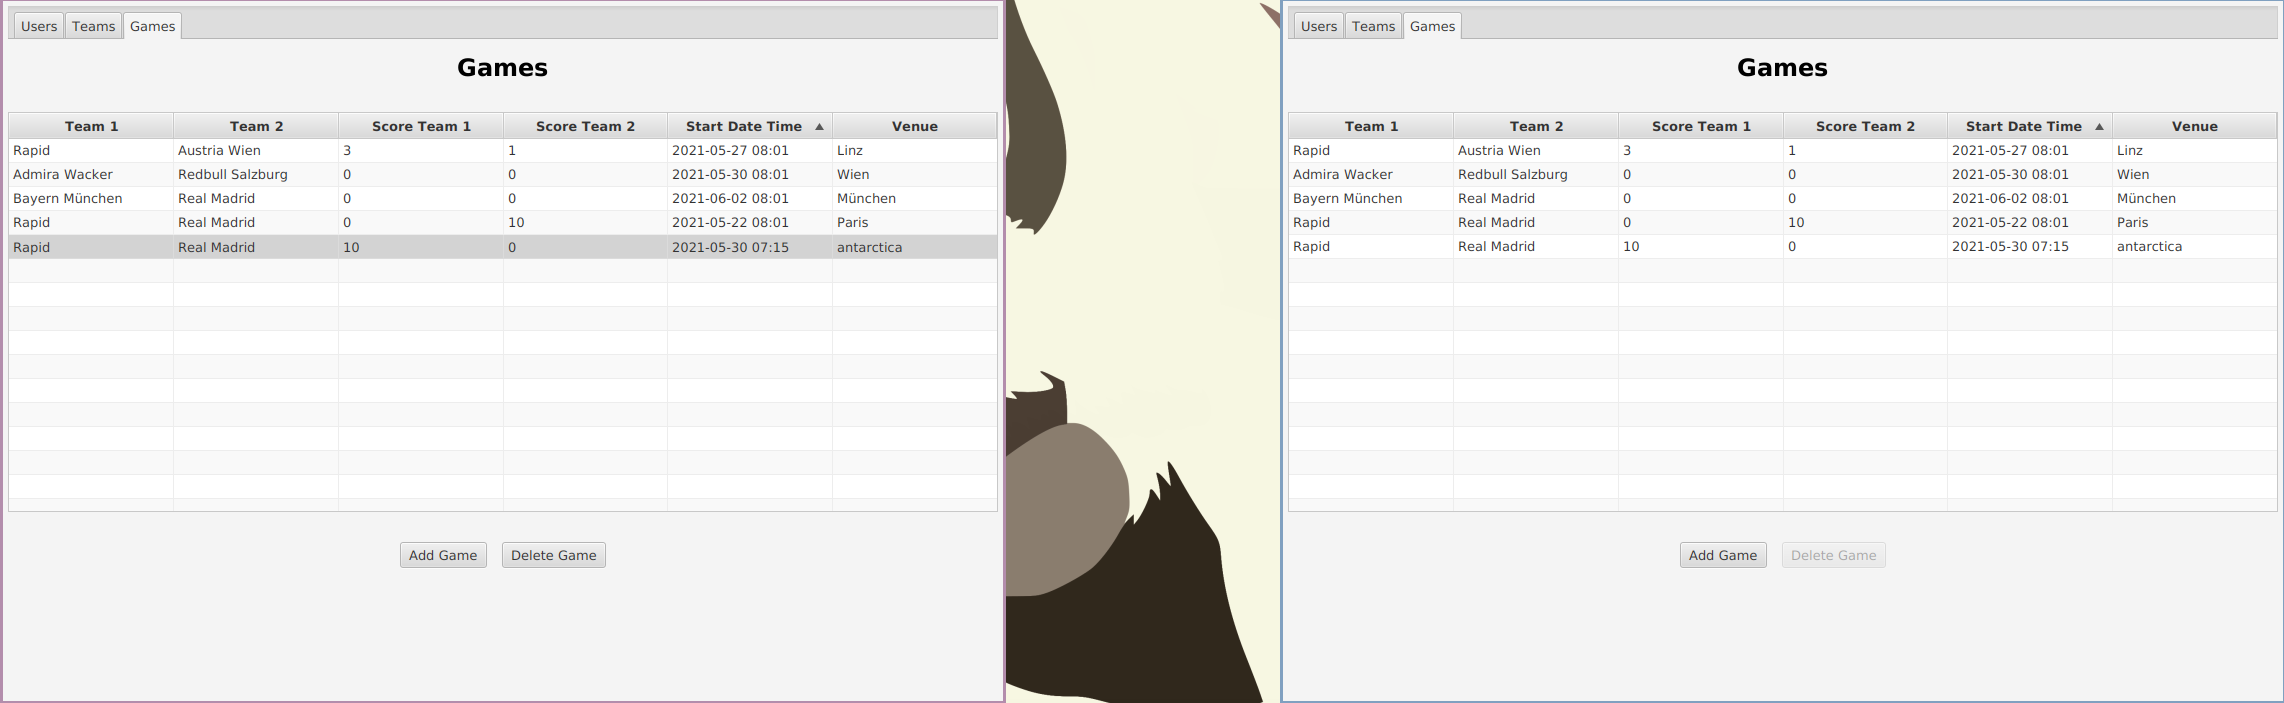 Users Teams Games
Games
Team 1 Team 2 Score Team 1 Score Team 2 Start Date Time Venue
Rapid Austria Wien 3 1 2021-05-27 08:01 Linz
Admira Wacker Redbull Salzburg 0 0 2021-05-30 08:01 Wien
Bayern München Real Madrid 0 0 2021-06-02 08:01 München
Rapid Real Madrid 0 10 2021-05-22 08:01 Paris
Rapid Real Madrid 10 0 2021-05-30 07:15 antarctica
Add Game Delete Game
Users Teams Games
Games
Team 1 Team 2 Score Team 1 Score Team 2 Start Date Time Venue
Rapid Austria Wien 3 1 2021-05-27 08:01 Linz
Admira Wacker Redbull Salzburg 0 0 2021-05-30 08:01 Wien
Bayern München Real Madrid 0 0 2021-06-02 08:01 München
Rapid Real Madrid 0 10 2021-05-22 08:01 Paris
Rapid Real Madrid 10 0 2021-05-30 07:15 antarctica
Add Game Delete Game